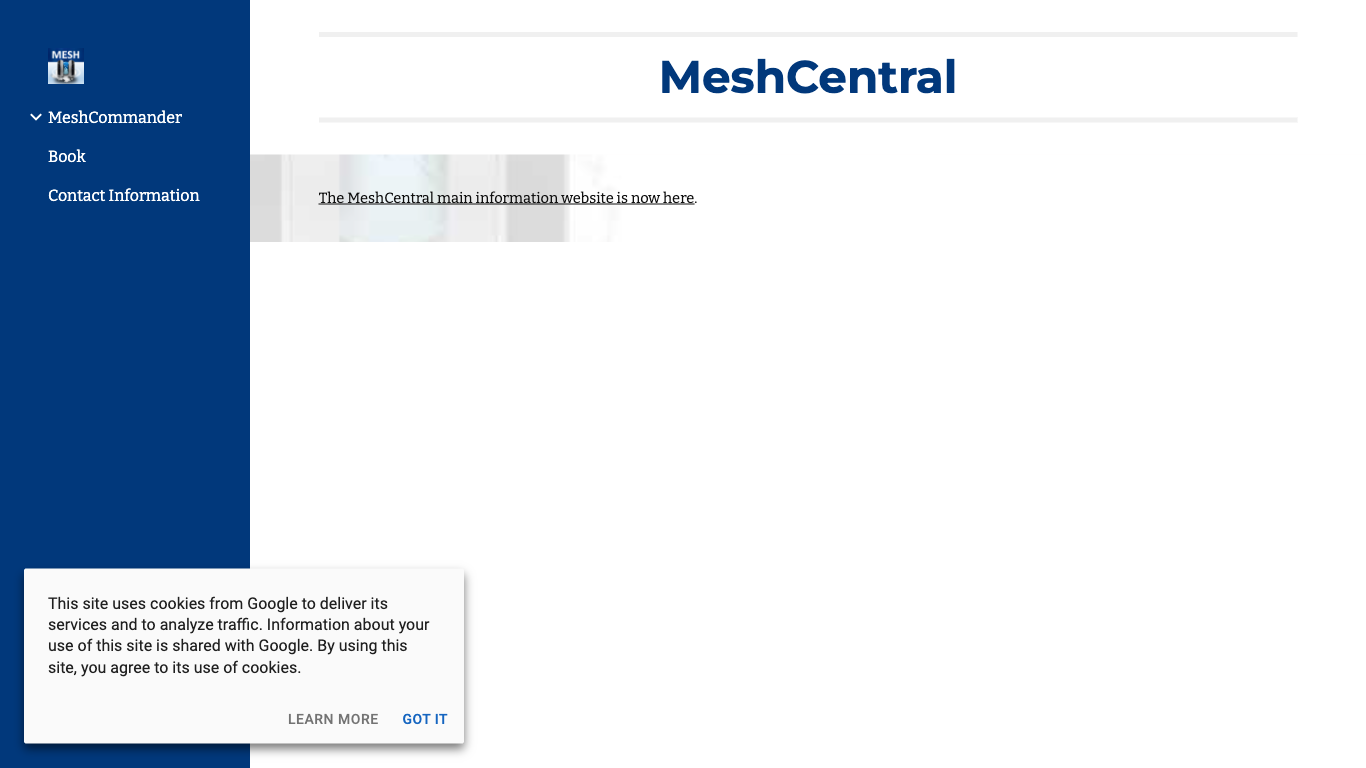 MESH
MeshCommander
Book
Contact Information
MeshCentral
The MeshCentral main information website is now here.
This site uses cookies from Google to deliver its
services and to analyze traffic. Information about your
use of this site is shared with Google. By using this
site, you agree to its use of cookies.
LEARN MORE
GOT IT